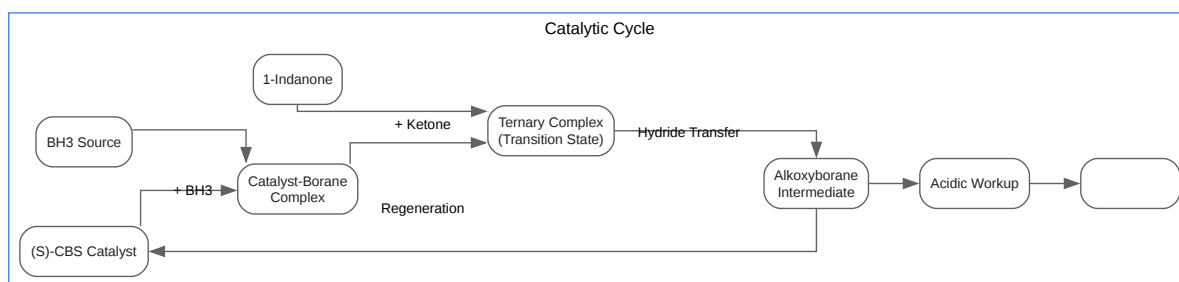 Catalytic Cycle
1-Indanone
+ Ketone
Ternary Complex
(Transition State)
Hydride Transfer
BH3 Source
Catalyst-Borane
Complex
+ BH3
Regeneration
Alkoxyborane
Intermediate
Acidic Workup
(S)-CBS Catalyst